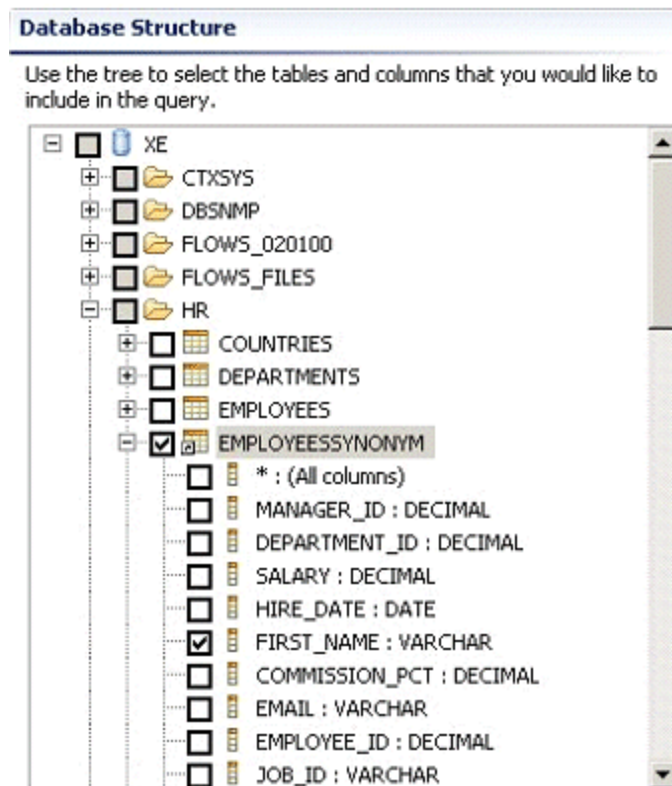 Database Structure
Use the tree to select the tables and columns that you would like to
include in the query.
XE
CTXSYS
DBSNMP
FLOWS_020100
FLOWS_FILES
HR
COUNTRIES
DEPARTMENTS
EMPLOYEES
EMPLOYEESSYNONYM
* : (All columns)
MANAGER_ID : DECIMAL
DEPARTMENT_ID : DECIMAL
SALARY : DECIMAL
HIRE_DATE : DATE
FIRST_NAME : VARCHAR
COMMISSION_PCT : DECIMAL
EMAIL : VARCHAR
EMPLOYEE_ID : DECIMAL
JOB_ID : VARCHAR